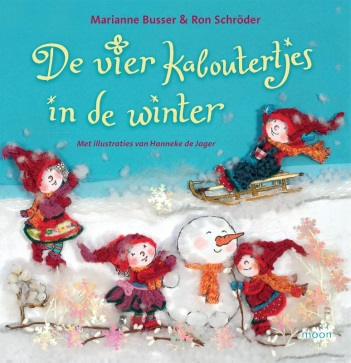 Marianne Busser & Ron Schröder
De vier kaboutertjes
in de winter
Met illustraties van Hanneke de Jager
moon